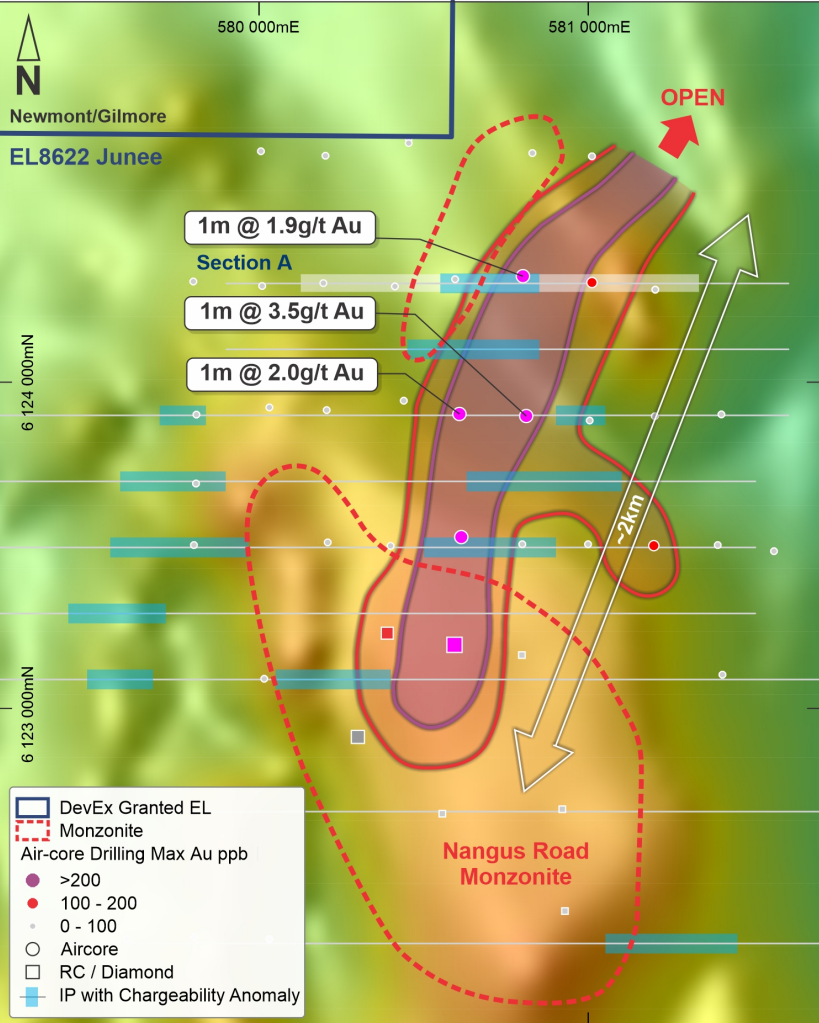 580 000mE
581 000mE
N
Newmont/Gilmore
EL8622 Junee
OPEN
1m @ 1.9g/t Au
Section A
1m @ 3.5g/t Au
1m @ 2.0g/t Au
6 124 000mN
~2km
6 123 000mN
Nangus Road
Monzonite
DevEx Granted EL
Monzonite
Air-core Drilling Max Au ppb
>200
100 - 200
0 - 100
Aircore
RC / Diamond
IP with Chargeability Anomaly